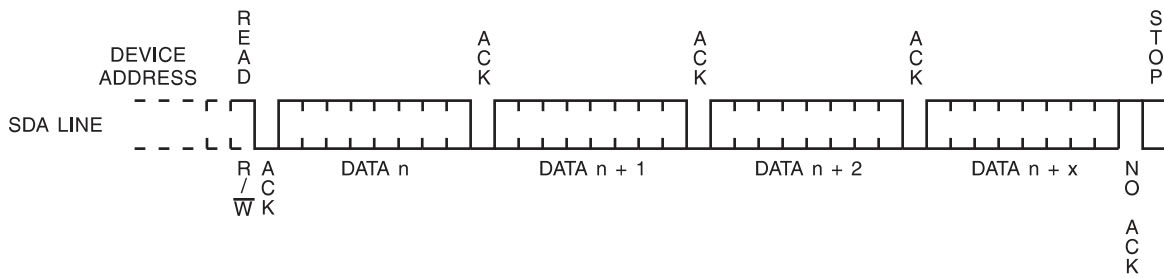 READ
ACK
ACK
ACK
STOP
DEVICE
ADDRESS
SDA LINE
R/W
ACK
DATA n
DATA n + 1
DATA n + 2
DATA n + x
NO ACK